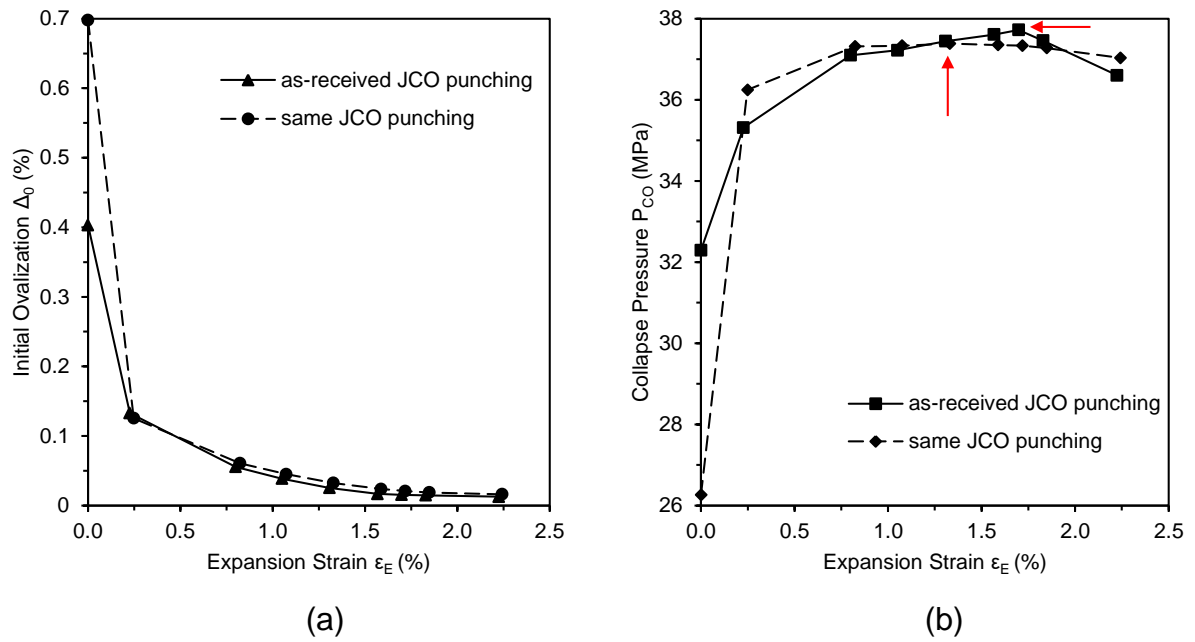 0.7
0.6
0.5
0.4
0.3
0.2
0.1
0
Initial Ovalization Δ0 (%)
as-received JCO punching
same JCO punching
0.0
0.5
1.0
1.5
2.0
2.5
Expansion Strain εE (%)
(a)
38
36
34
32
30
28
26
Collapse Pressure PCO (MPa)
as-received JCO punching
same JCO punching
0.0
0.5
1.0
1.5
2.0
2.5
Expansion Strain εE (%)
(b)